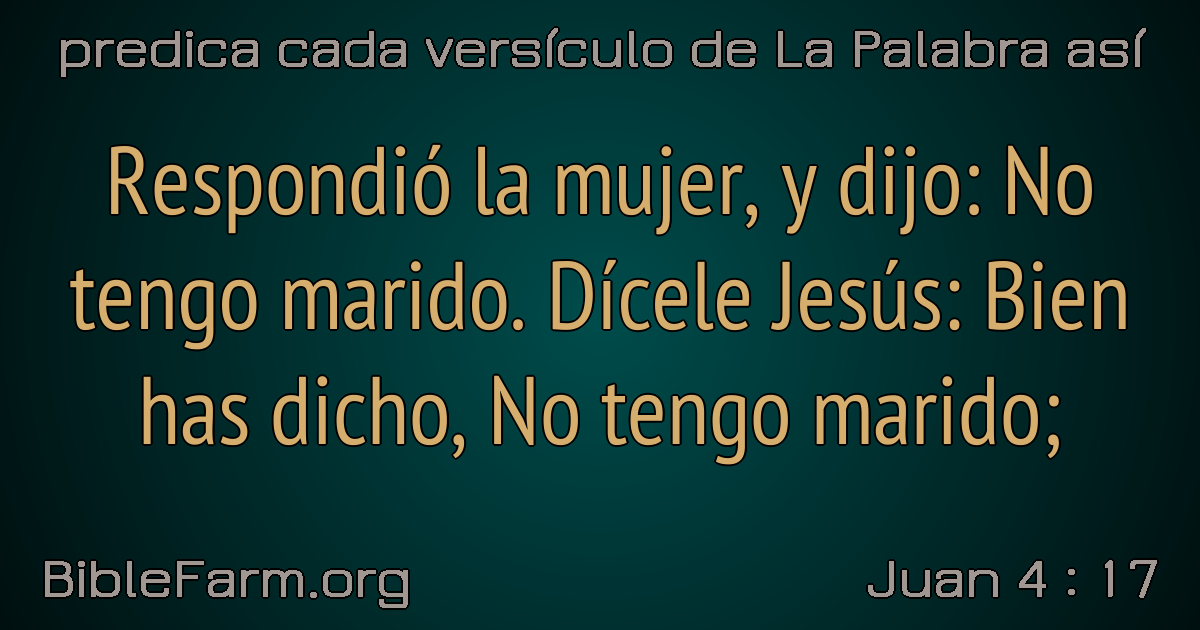 predica cada versículo de La Palabra así
Respondió la mujer, y dijo: No
tengo marido. Dícele Jesús: Bien
has dicho, No tengo marido;
BibleFarm.org
Juan 4 : 17